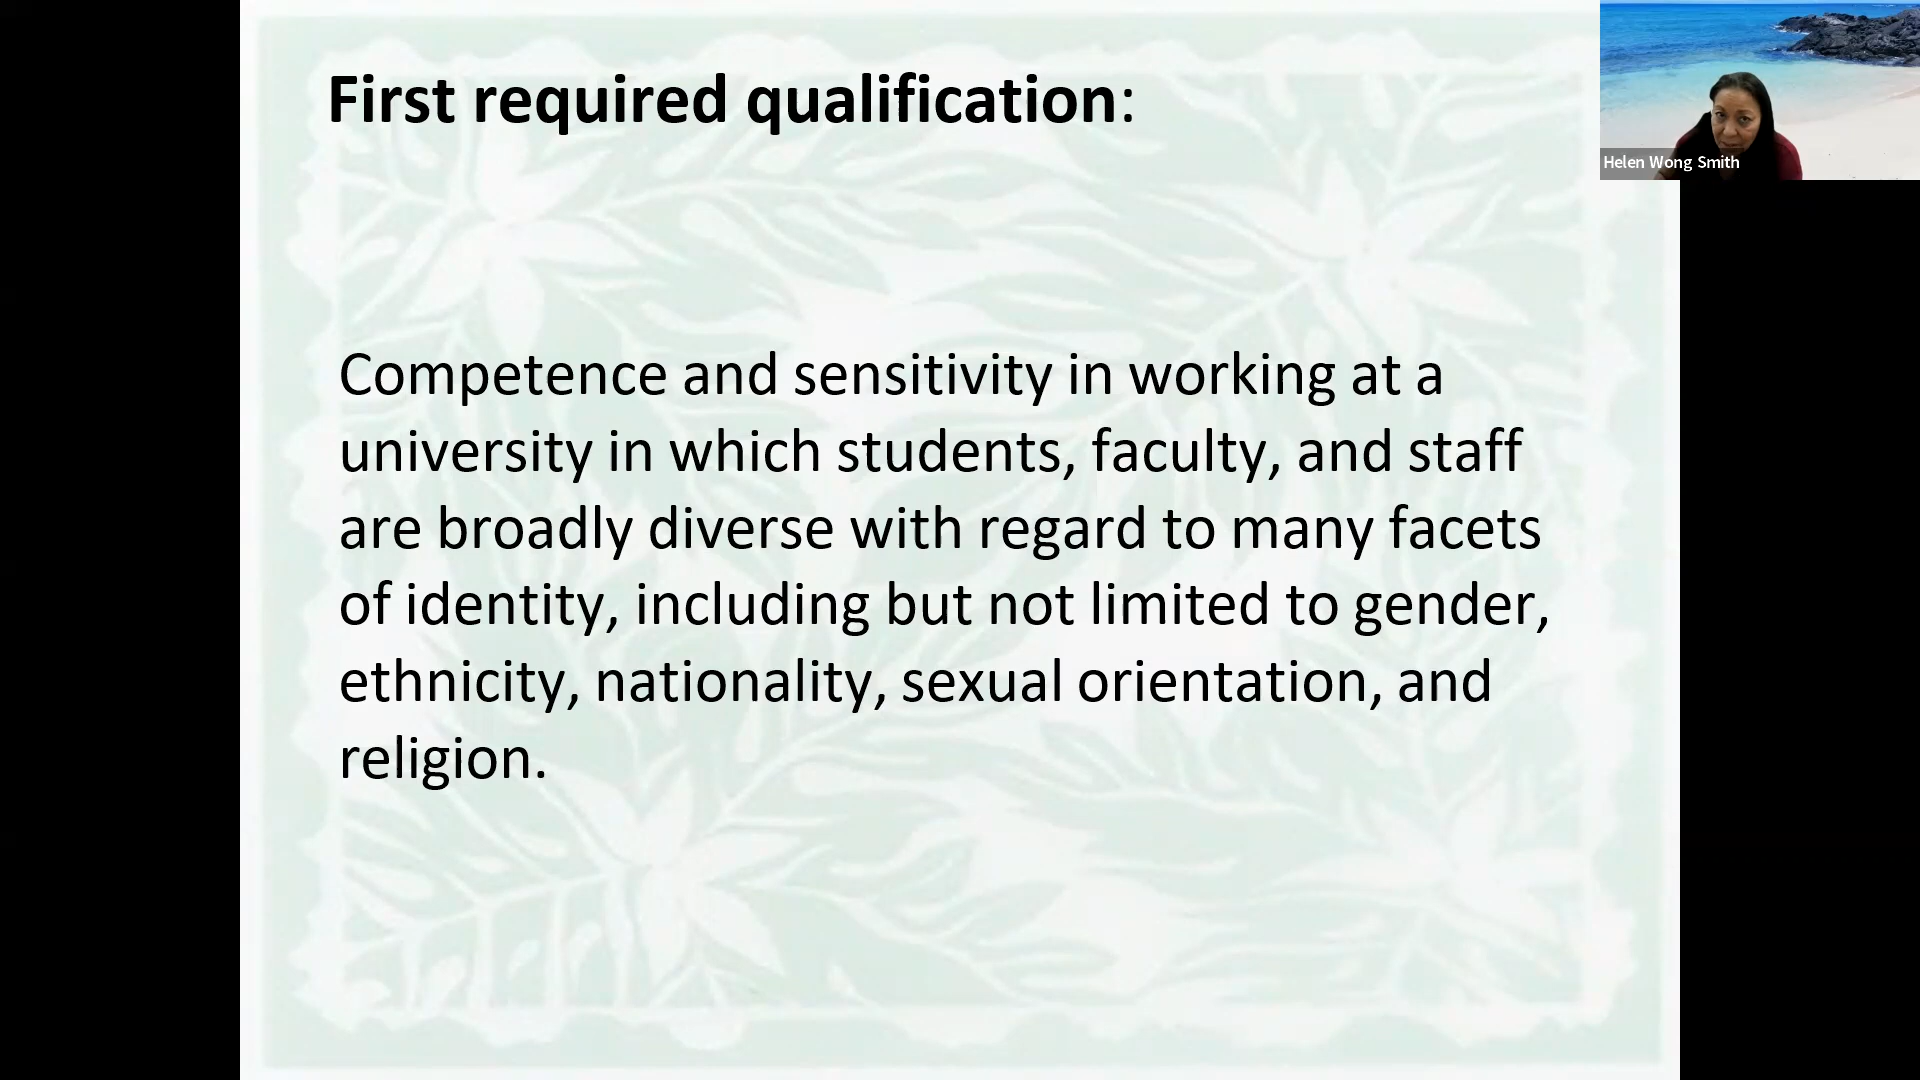 First required qualification:
Helen Wong Smith
Competence and sensitivity in working at a
university in which students, faculty, and staff
are broadly diverse with regard to many facets
of identity, including but not limited to gender,
ethnicity, nationality, sexual orientation, and
religion.